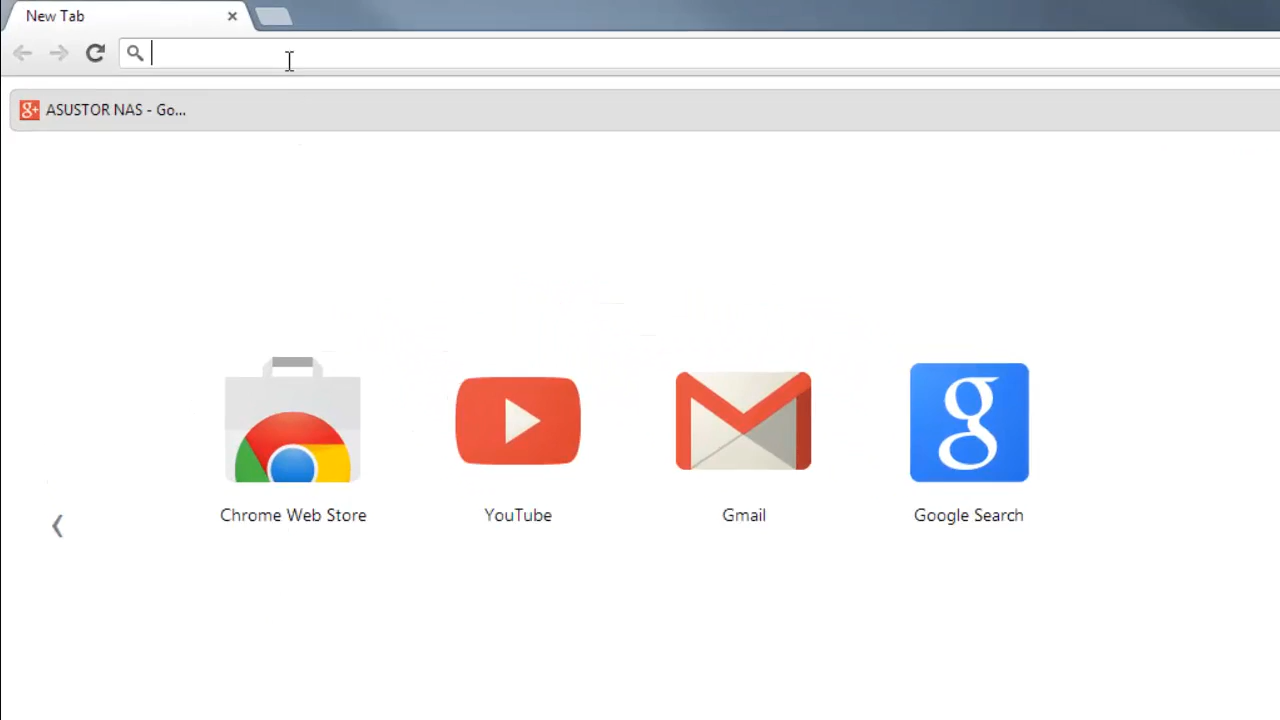 New Tab
ASUSTOR NAS - Go...
Chrome Web Store
YouTube
Gmail
Google Search